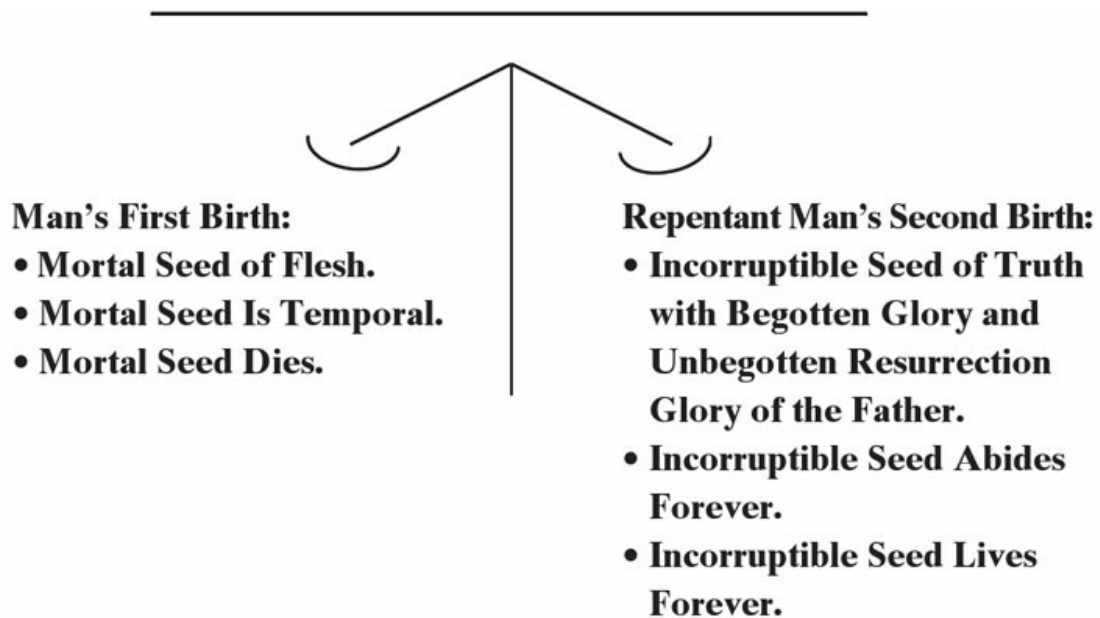 Man’s First Birth:
• Mortal Seed of Flesh.
• Mortal Seed Is Temporal.
• Mortal Seed Dies.
Repentant Man’s Second Birth:
• Incorruptible Seed of Truth
with Begotten Glory and
Unbegotten Resurrection
Glory of the Father.
• Incorruptible Seed Abides
Forever.
• Incorruptible Seed Lives
Forever.